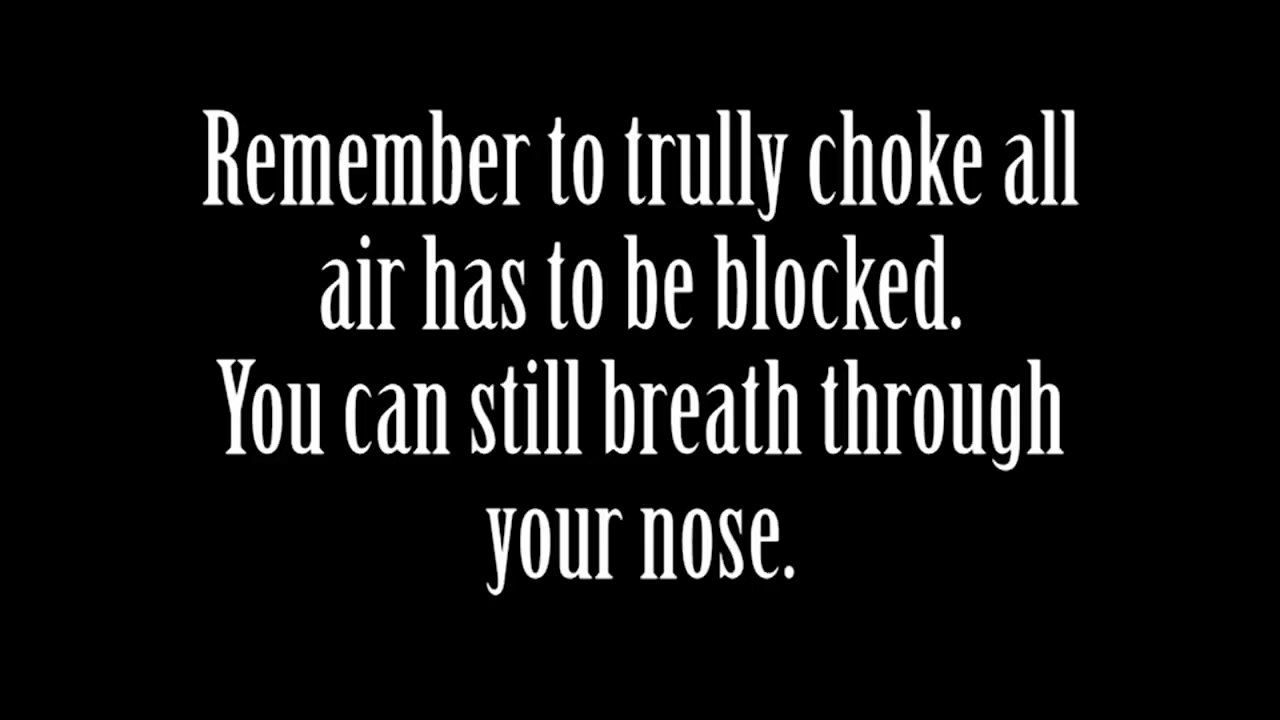 Remember to trully choke all
air has to be blocked.
You can still breath through
your nose.